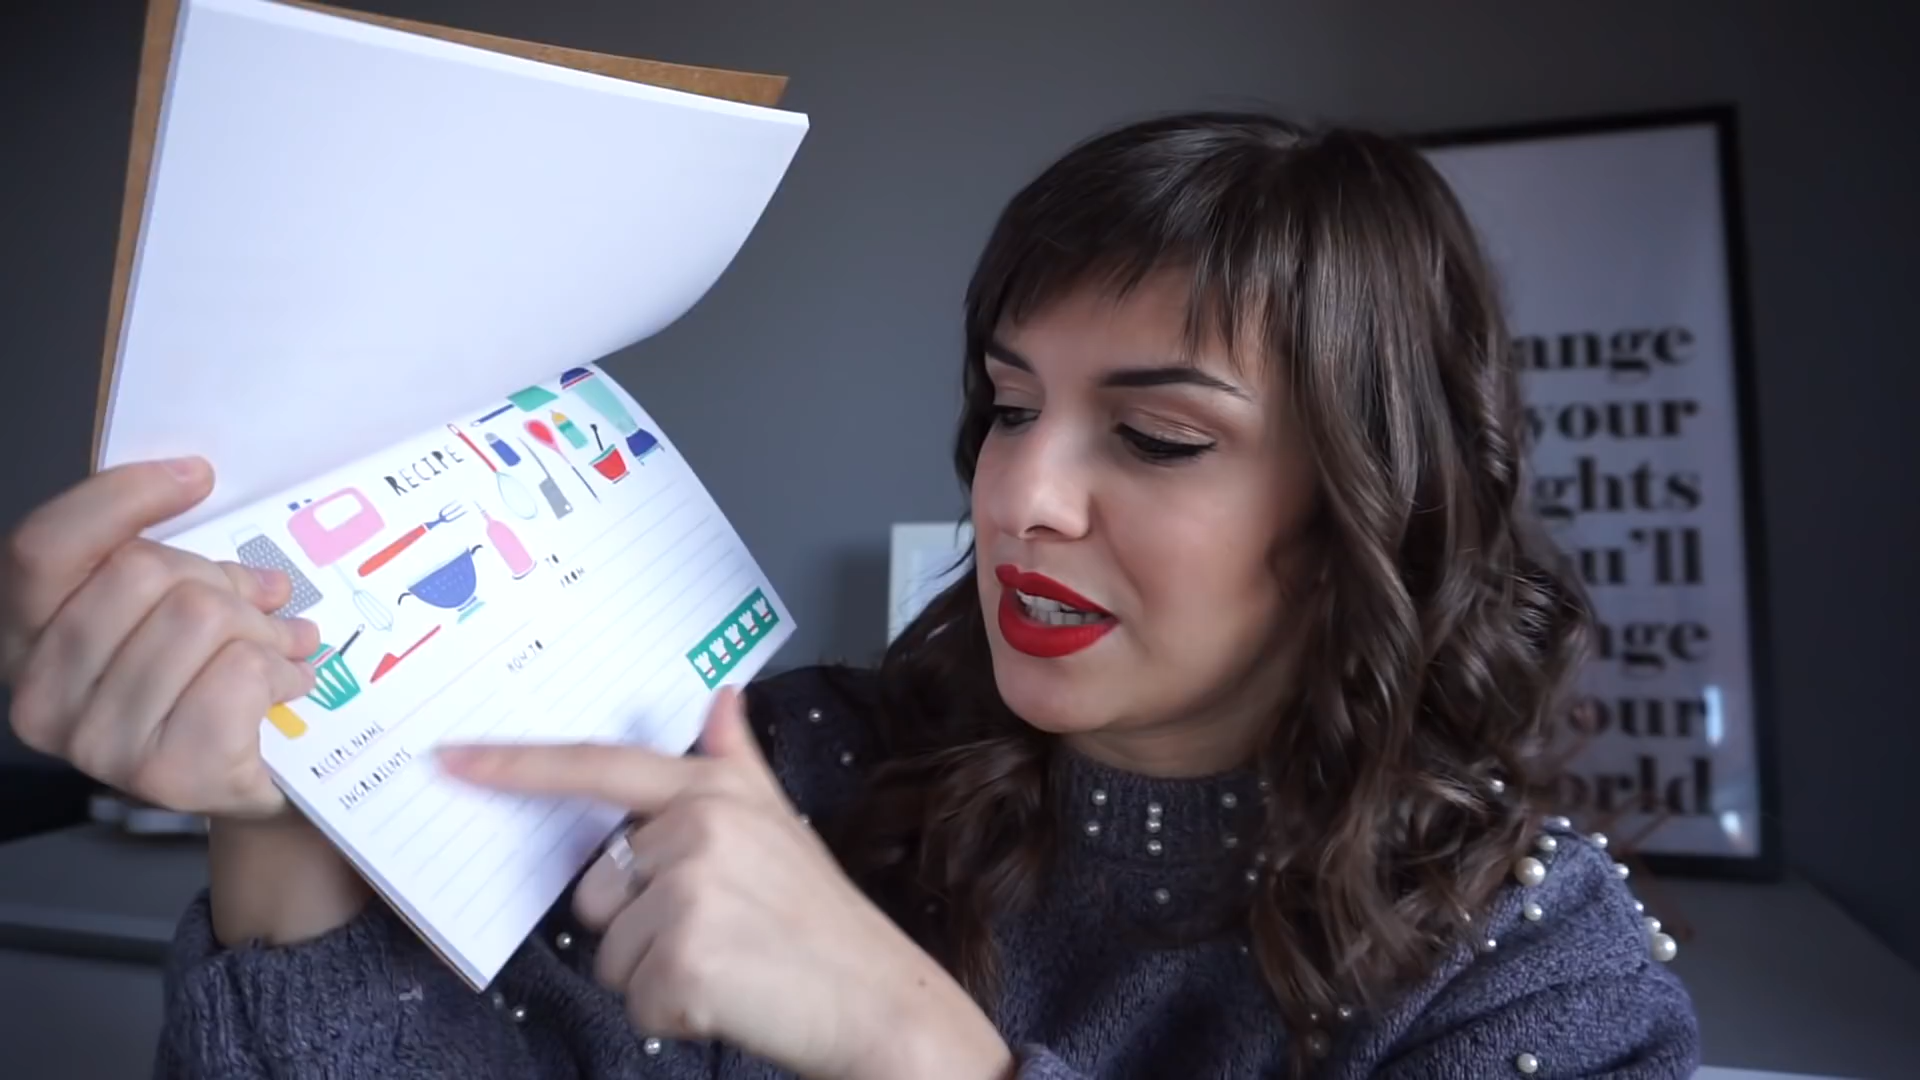 RECIPE
TO
FROM
HOW TO
RECIPE NAME
INGREDIENTS
ange
your
ghts
u'll
nge
our
orld